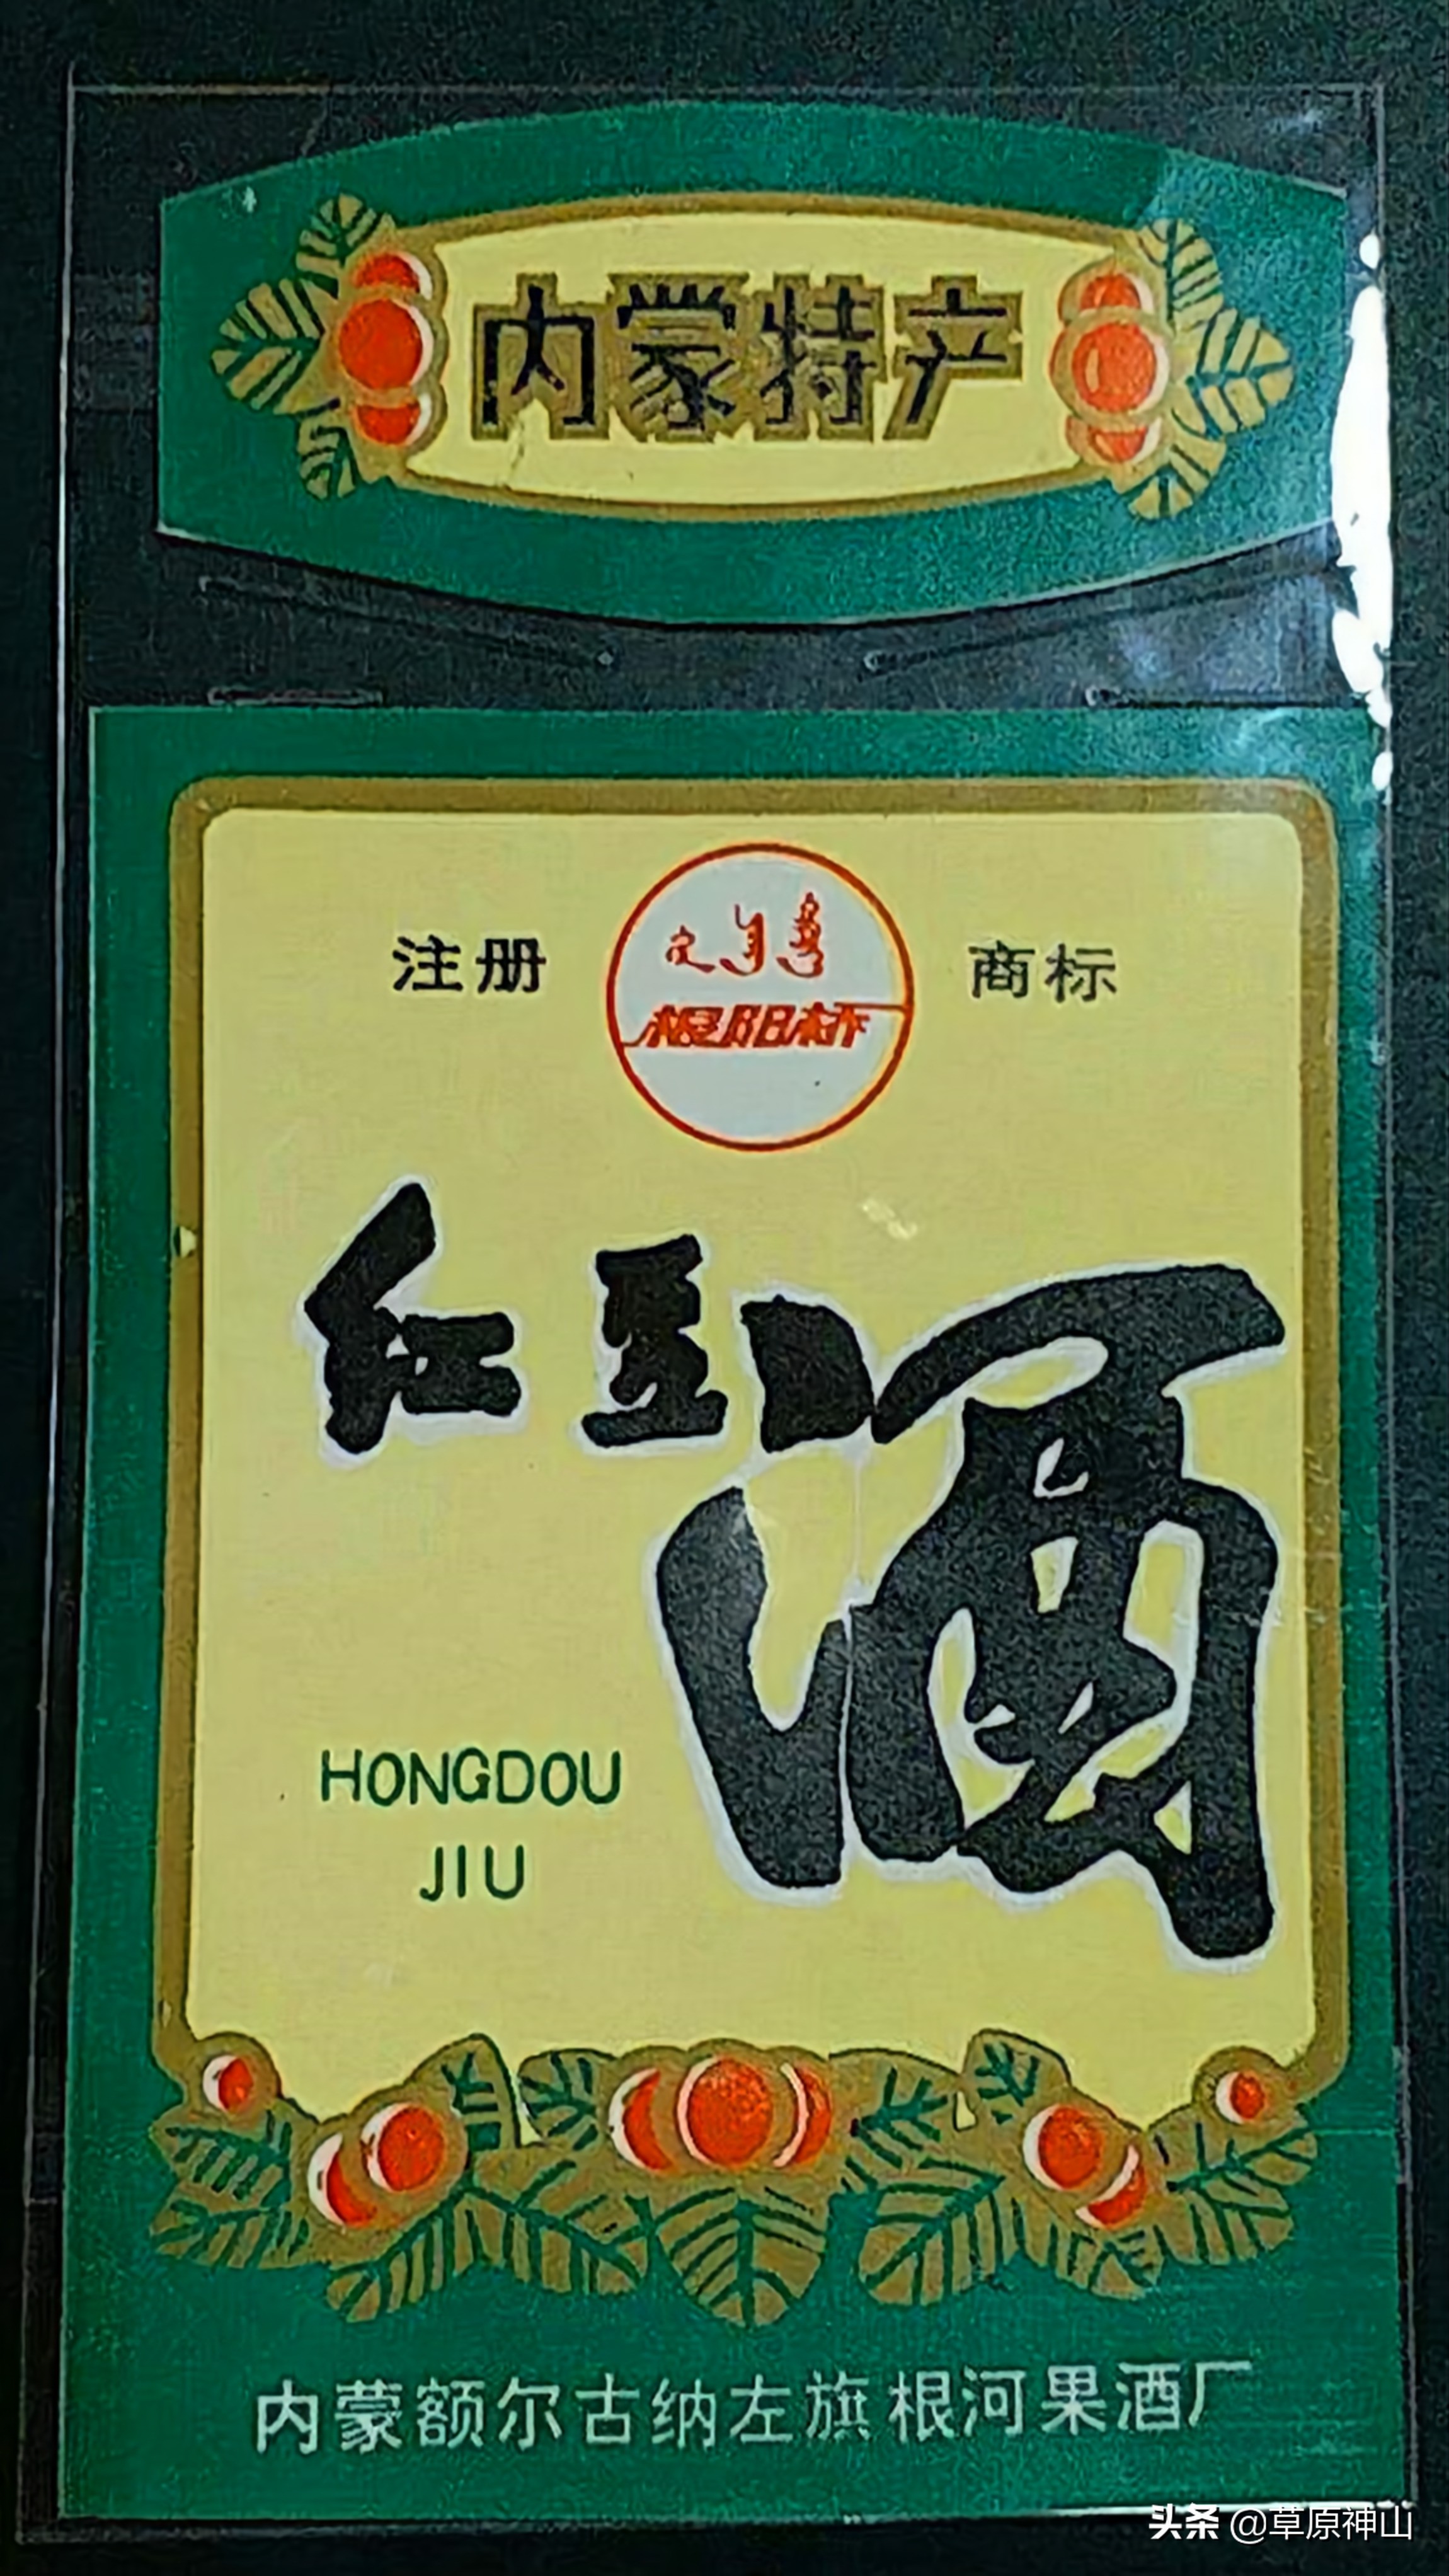 内蒙特产
注册
商标
根阳桥
红豆酒
HONGDOU
JIU
内蒙额尔古纳左旗根河果酒厂
头条 @草原神山